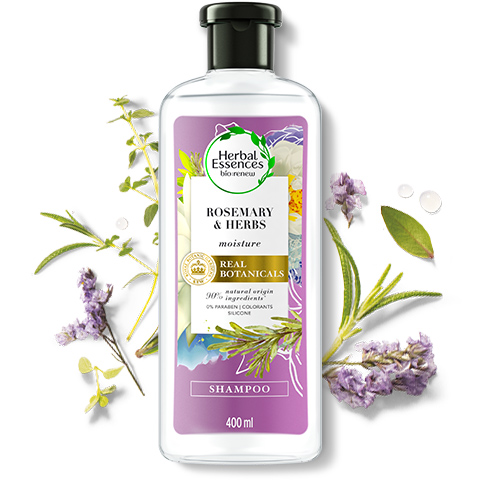 Herbal
Essences
bio:renew
ROSEMARY
& HERBS
moisture
REAL
BOTANICALS
90% natural origin
ingredients*
0% PARABEN | COLORANTS
SILICONE
SHAMPOO
400 ml